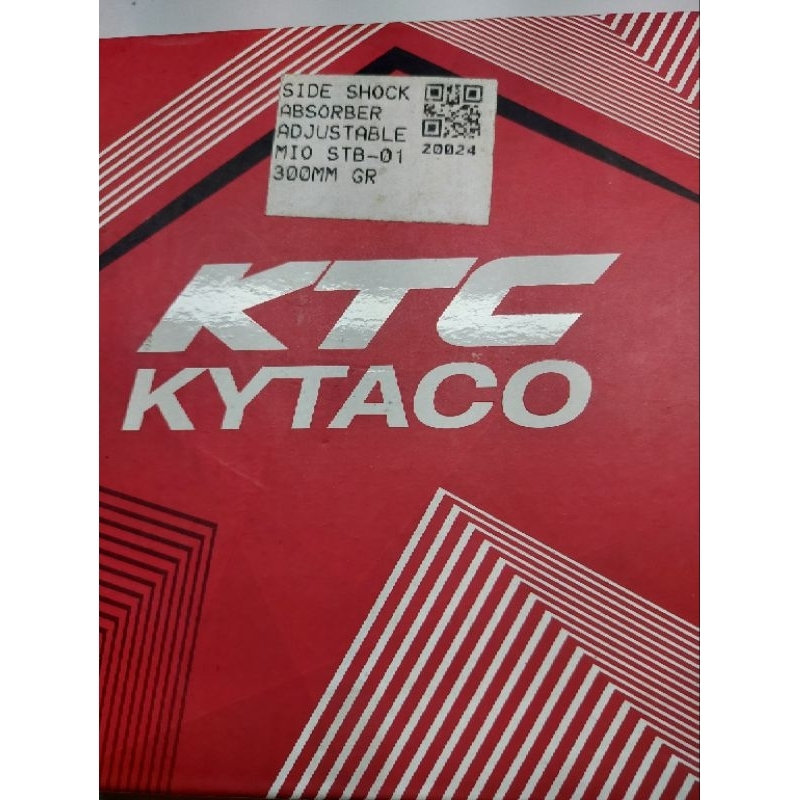 SIDE SHOCK
ABSORBER
ADJUSTABLE
MIO STB-01
300MM GR
20024
KTC
KYTACO